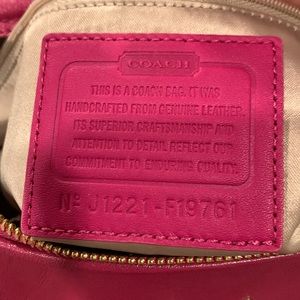 COACH
THIS IS A COACH BAG. IT WAS
HANDCRAFTED FROM GENUINE LEATHER.
ITS SUPERIOR CRAFTSMANSHIP AND
ATTENTION TO DETAIL REFLECT OUR
COMMITMENT TO ENDURING QUALITY.
Nº J1221-F19761